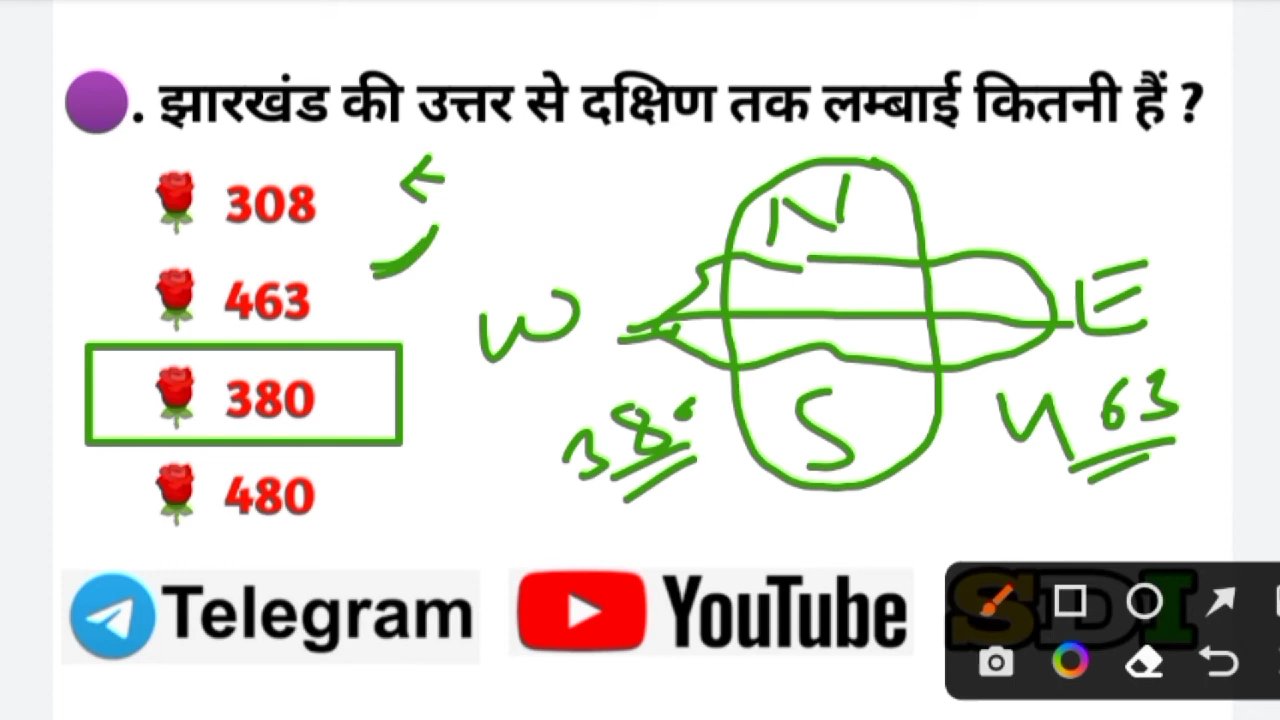 . झारखंड की उत्तर से दक्षिण तक लम्बाई कितनी हैं ?
308
463
380
480
N
W
E
S
380
463
Telegram
YouTube
SDI